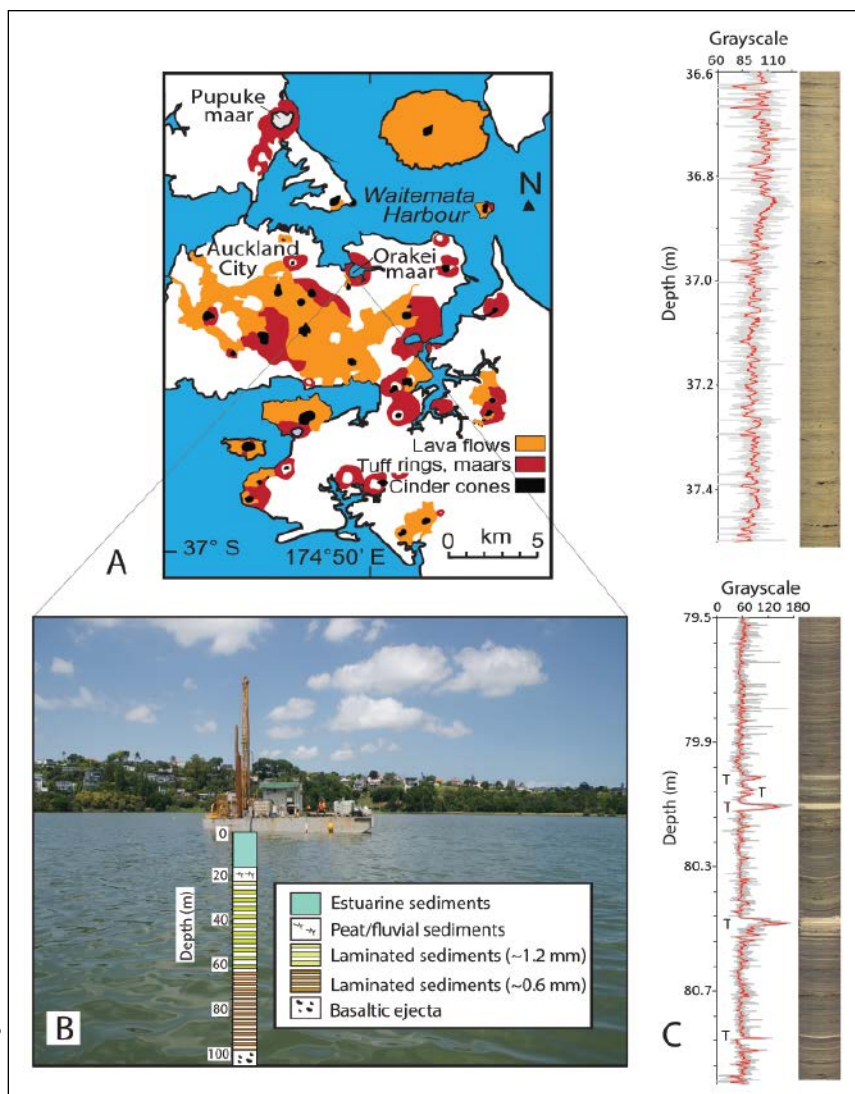 Pupuke
maar
Waitemata
Harbour
N
Auckland
City
Orakei
maar
Lava flows
Tuff rings, maars
Cinder cones
km
0 5
37° S
174°50' E
A
0
20
40
60
80
100
Depth (m)
Estuarine sediments
Peat/fluvial sediments
Laminated sediments (~1.2 mm)
Laminated sediments (~0.6 mm)
Basaltic ejecta
B
Grayscale
60 85 110
36.6
36.8
37.0
37.2
37.4
Depth (m)
Grayscale
0 60 120 180
79.5
79.9
80.3
80.7
Depth (m)
T
T
T
T
T
C